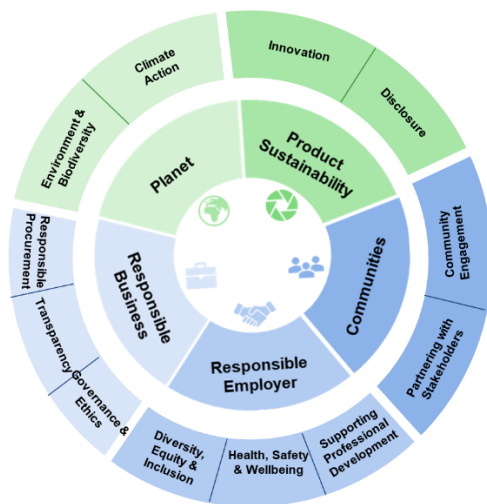 Innovation
Disclosure
Climate
Action
Environment &
Biodiversity
Planet
Product
Sustainability
Responsible
Procurement
Transparency
Governance &
Ethics
Responsible
Business
Communities
Community
Engagement
Partnering with
Stakeholders
Responsible
Employer
Diversity,
Equity &
Inclusion
Health, Safety
& Wellbeing
Supporting
Professional
Development